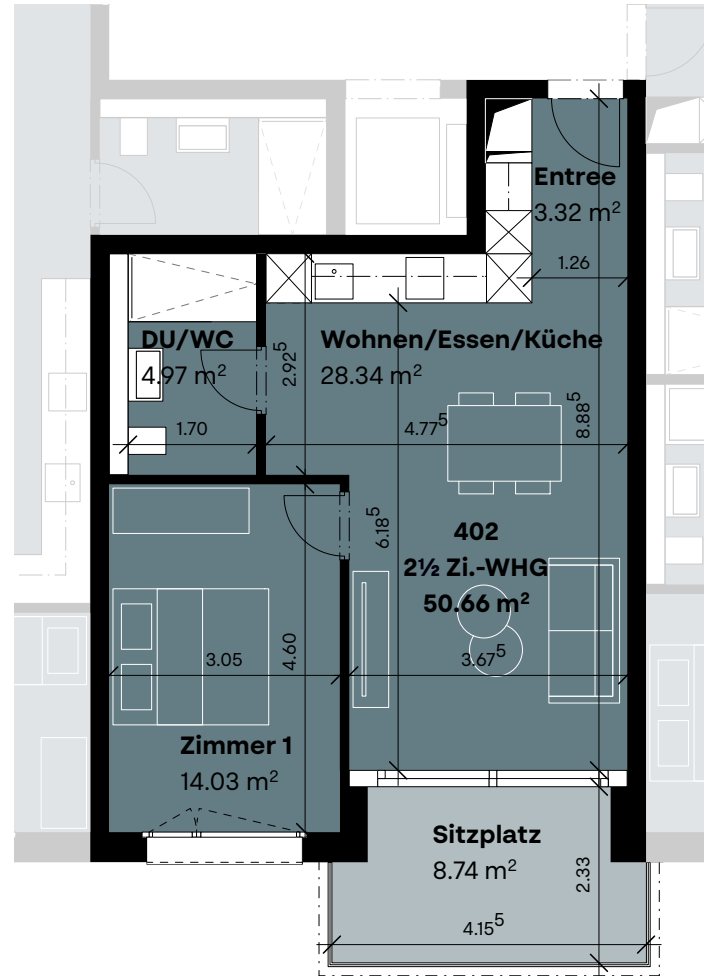 Entree
3.32 m²
1.26
DU/WC
4.97 m²
1.70
2.92⁵
Wohnen/Essen/Küche
28.34 m²
4.77⁵
8.88⁵
6.18⁵
402
2½ Zi.-WHG
50.66 m²
3.05
4.60
3.67⁵
Zimmer 1
14.03 m²
Sitzplatz
8.74 m²
2.33
4.15⁵